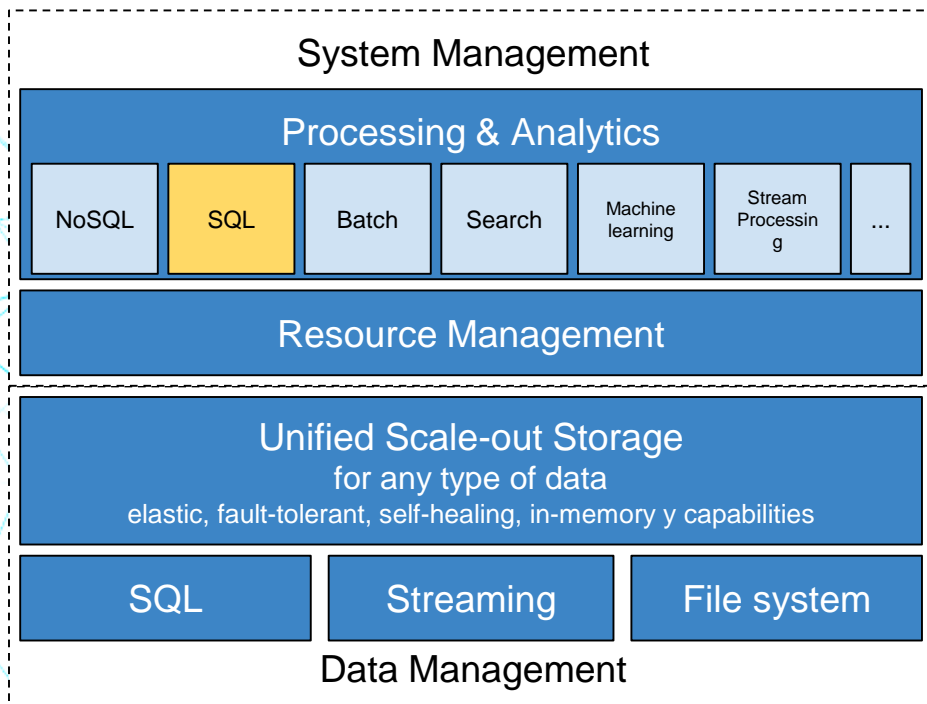 System Management
Processing & Analytics
NoSQL
SQL
Batch
Search
Machine
learning
Stream
Processin
g
...
Resource Management
Unified Scale-out Storage
for any type of data
elastic, fault-tolerant, self-healing, in-memory y capabilities
SQL
Streaming
File system
Data Management